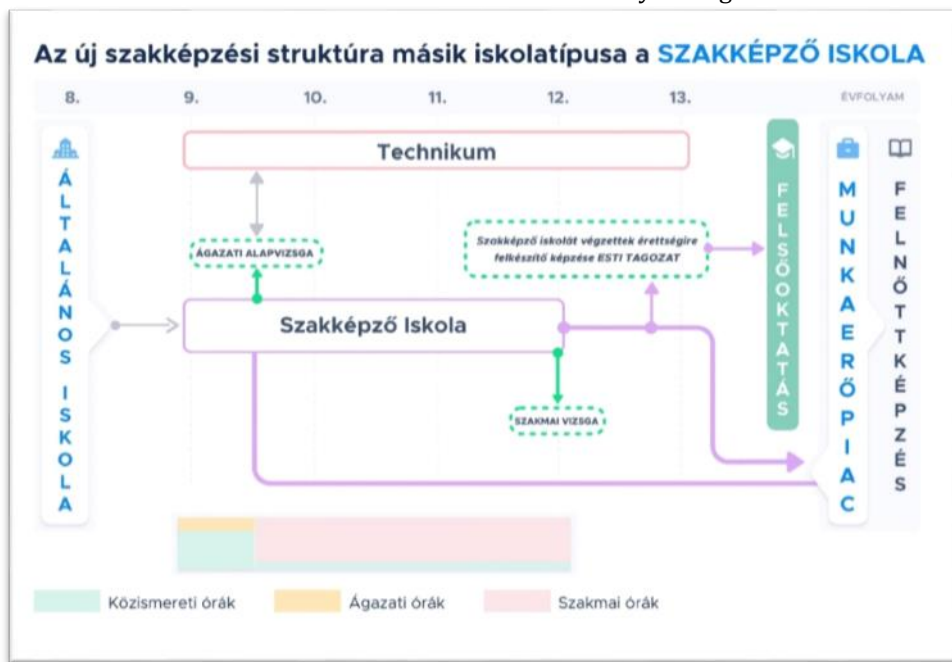 Az új szakképzési struktúra másik iskolatípusa a SZAKKÉPZŐ ISKOLA
8. 9. 10. 11. 12. 13. ÉVFOLYAM
ÁLTALÁNOS ISKOLA
Technikum
ÁGAZATI ALAPVIZSGA
Szakképző iskolát végzettek érettségire
felkészítő képzése ESTI TAGOZAT
Szakképző Iskola
SZAKMAI VIZSGA
FELSŐOKTATÁS
MUNKAERŐPIAC
FELNŐTTKÉPZÉS
Közismereti órák
Ágazati órák
Szakmai órák